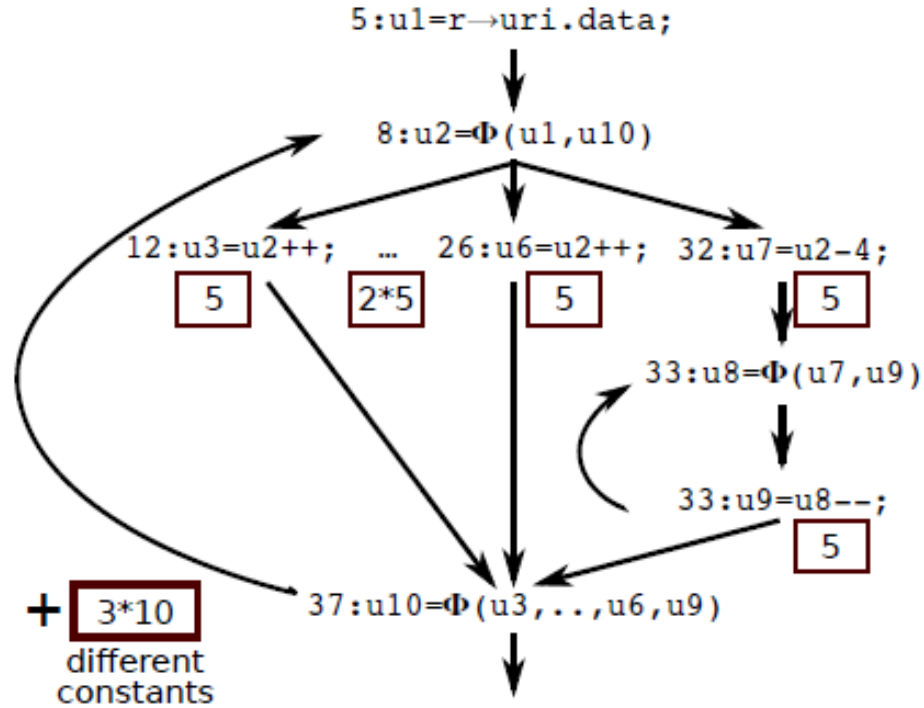 5:u1=r→uri.data;
8:u2=Φ(u1,u10)
12:u3=u2++; … 26:u6=u2++; 32:u7=u2-4;
5 2*5 5 5
33:u8=Φ(u7,u9)
33:u9=u8--;
5
37:u10=Φ(u3,..,u6,u9)
+ 3*10
different
constants